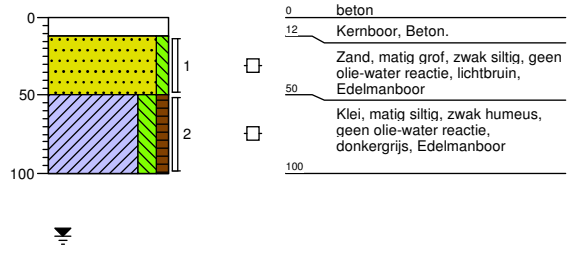 0
50
100
1
2
0 beton
12 Kernboor, Beton.
Zand, matig grof, zwak siltig, geen
olie-water reactie, lichtbruin,
Edelmanboor
50
Klei, matig siltig, zwak humeus,
geen olie-water reactie,
donkergrijs, Edelmanboor
100